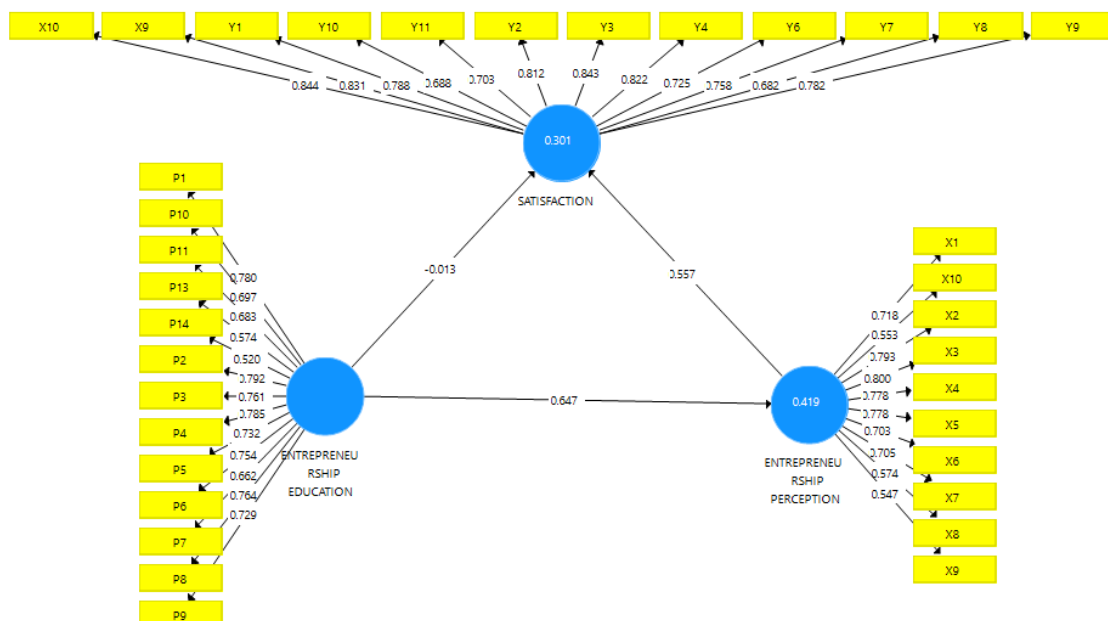 X10
X9
Y1
Y10
Y11
Y2
Y3
Y4
Y6
Y7
Y8
Y9
0.844
0.831
0.788
0.688
0.703
0.812
0.843
0.822
0.725
0.758
0.682
0.782
0.301
SATISFACTION
P1
P10
P11
P13
P14
P2
P3
P4
P5
P6
P7
P8
P9
0.780
0.697
0.683
0.574
0.520
0.792
0.761
0.785
0.732
0.754
0.662
0.764
0.729
ENTREPRENEU
RSHIP
EDUCATION
-0.013
0.557
0.647
0.419
ENTREPRENEU
RSHIP
PERCEPTION
0.718
0.553
0.793
0.800
0.778
0.778
0.703
0.705
0.574
0.547
X1
X10
X2
X3
X4
X5
X6
X7
X8
X9